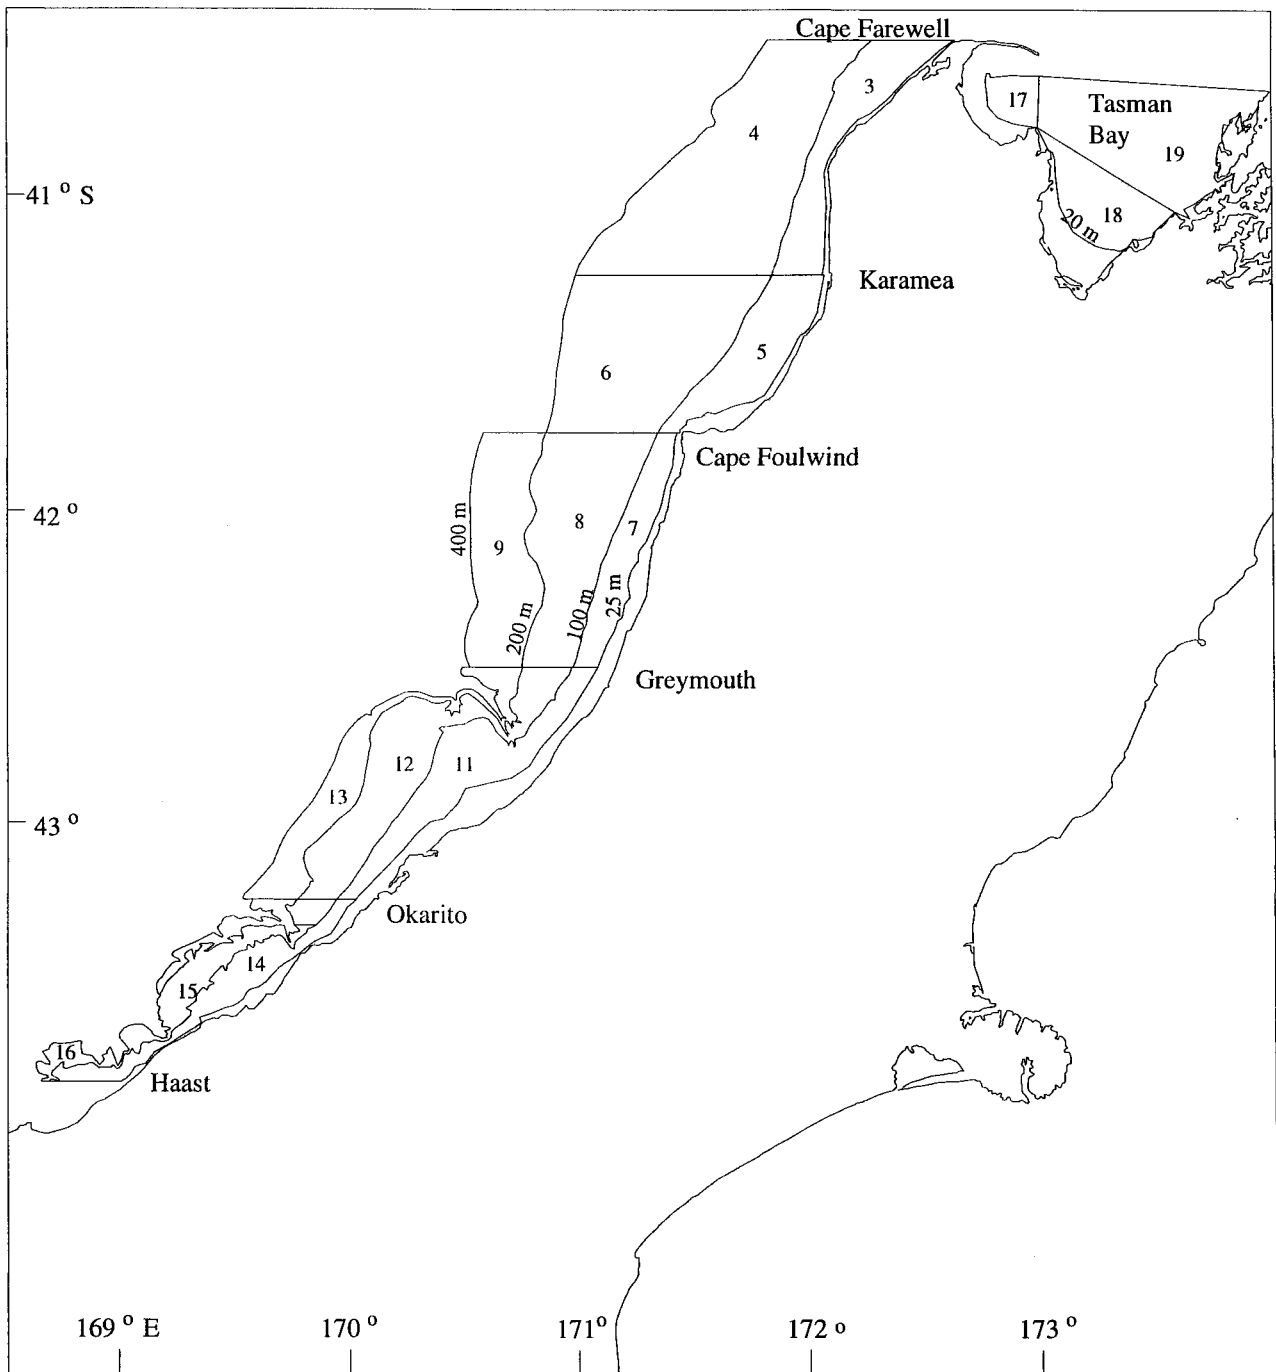 Cape Farewell
3
17
Tasman
Bay
4
19
41 ° S
18
20 m
Karamea
5
6
Cape Foulwind
42 °
400 m
9
8
7
200 m
100 m
25 m
Greymouth
12
11
13
43 °
Okarito
14
15
16
Haast
169 ° E
170 °
171 °
172 °
173 °